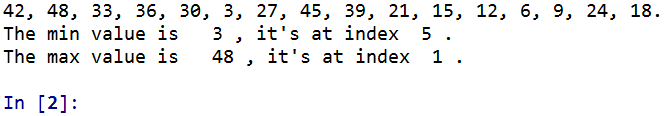 42, 48, 33, 36, 30, 3, 27, 45, 39, 21, 15, 12, 6, 9, 24, 18.
The min value is   3 , it's at index  5 .
The max value is   48 , it's at index  1 .
In [2]: